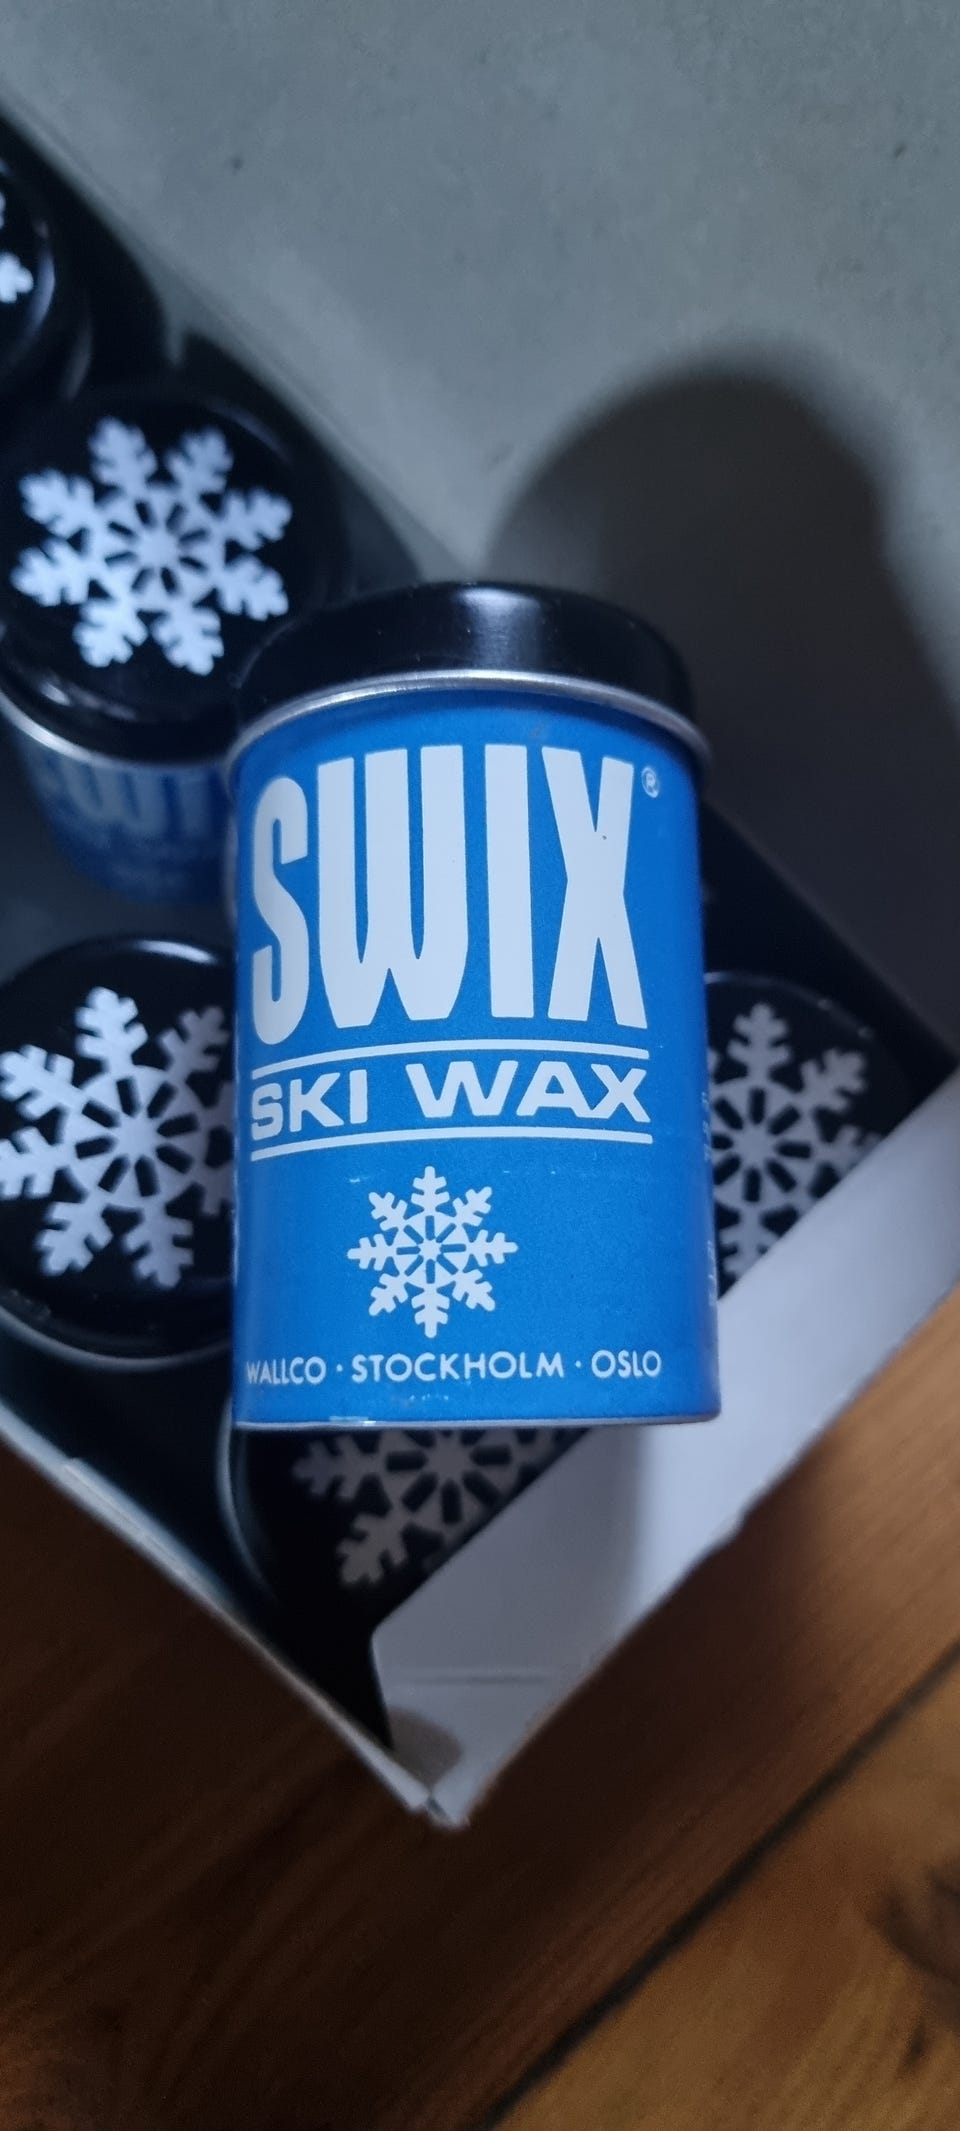 SWIX®
SKI WAX
WALLCO · STOCKHOLM · OSLO